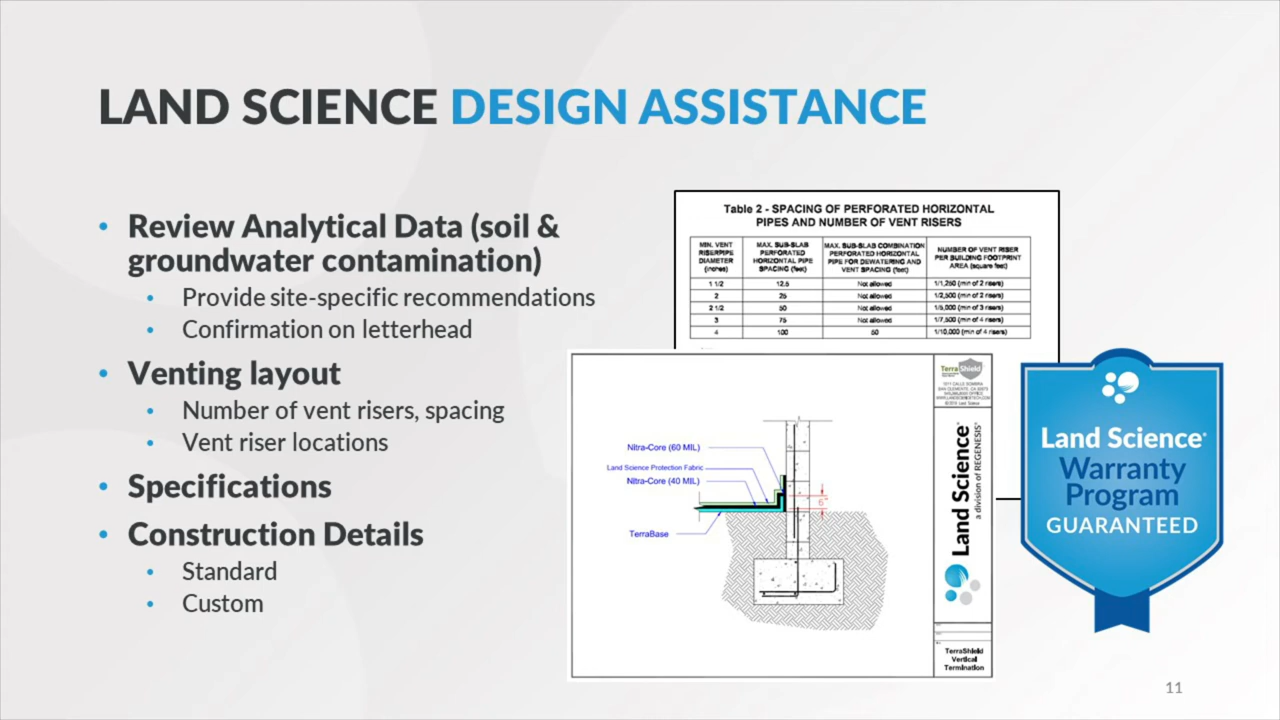 LAND SCIENCE DESIGN ASSISTANCE
• Review Analytical Data (soil &
groundwater contamination)
• Provide site-specific recommendations
• Confirmation on letterhead
• Venting layout
• Number of vent risers, spacing
• Vent riser locations
• Specifications
• Construction Details
• Standard
• Custom
Table 2 - SPACING OF PERFORATED HORIZONTAL
PIPES AND NUMBER OF VENT RISERS
MIN. VENT RISERPIPE DIAMETER (inches)
MAX. SUB-SLAB PERFORATED HORIZONTAL PIPE SPACING (feet)
MAX. SUB-SLAB COMBINATION PERFORATED HORIZONTAL PIPE FOR DEWATERING AND VENT SPACING (feet)
NUMBER OF VENT RISER PER BUILDING FOOTPRINT AREA (square feet)
1 1/2 12.5 Not allowed 1/1,250 (min of 2 risers)
2 25 Not allowed 1/2,500 (min of 2 risers)
2 1/2 50 Not allowed 1/5,000 (min of 3 risers)
3 75 Not allowed 1/7,500 (min of 4 risers)
4 100 50 1/10,000 (min of 4 risers)
Nitra-Core (60 MIL)
Land Science Protection Fabric
Nitra-Core (40 MIL)
TerraBase
6"
TerraShield
1011 CALLE SOMBRA
SAN CLEMENTE, CA
Land Science®
a division of REGENESIS®
TerraShield
Vertical
Termination
Land Science®
Warranty
Program
GUARANTEED
11